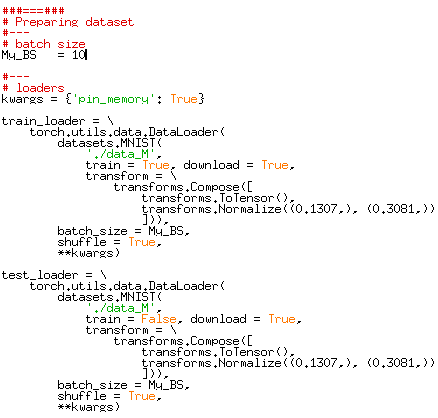 ###===###
# Preparing dataset
#---
# batch size
My_BS   = 10

#---
# loaders
kwargs = {'pin_memory': True}

train_loader = \
    torch.utils.data.DataLoader(
        datasets.MNIST(
            './data_M',
            train = True, download = True,
            transform = \
                transforms.Compose([
                    transforms.ToTensor(),
                    transforms.Normalize((0.1307,), (0.3081,))
                    ])),
        batch_size = My_BS,
        shuffle = True,
        **kwargs)

test_loader = \
    torch.utils.data.DataLoader(
        datasets.MNIST(
            './data_M',
            train = False, download = True,
            transform = \
                transforms.Compose([
                    transforms.ToTensor(),
                    transforms.Normalize((0.1307,), (0.3081,))
                    ])),
        batch_size = My_BS,
        shuffle = True,
        **kwargs)